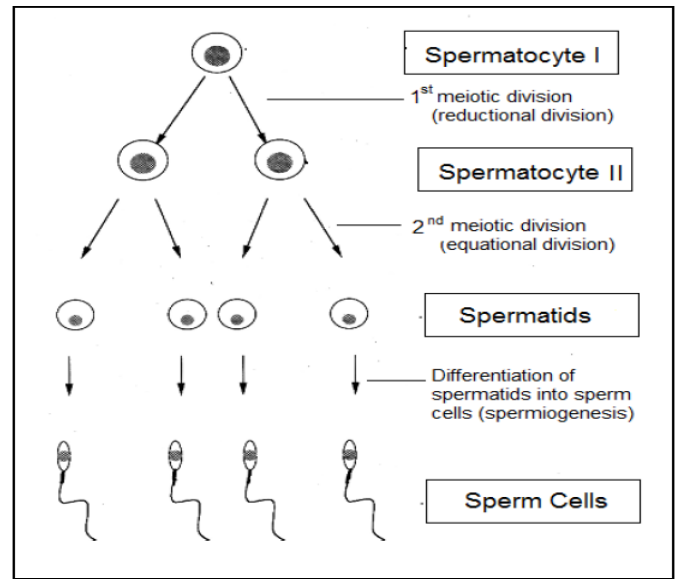 Spermatocyte I
1st meiotic division
(reductional division)
Spermatocyte II
2nd meiotic division
(equational division)
Spermatids
Differentiation of
spermatids into sperm
cells (spermiogenesis)
Sperm Cells